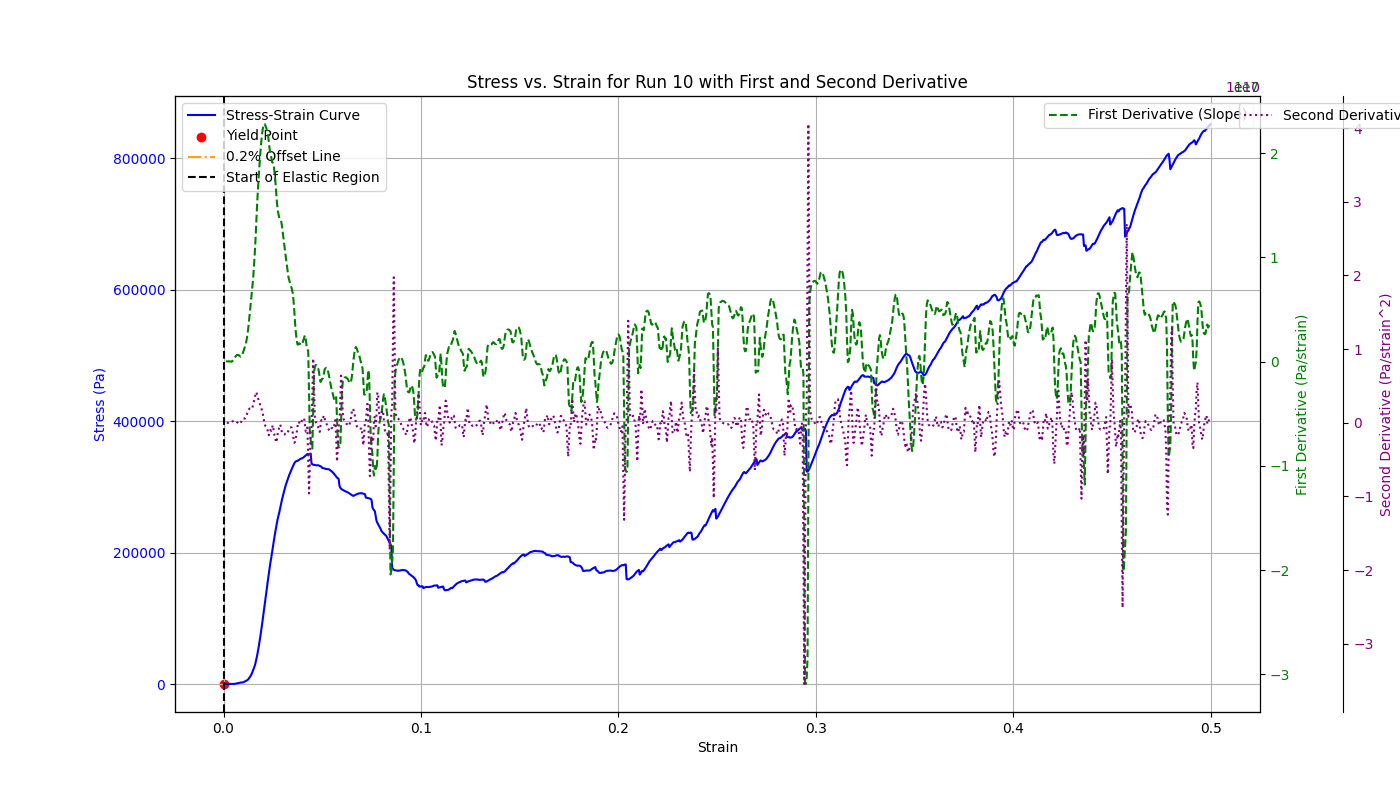 Stress vs. Strain for Run 10 with First and Second Derivative
Stress-Strain Curve
Yield Point
0.2% Offset Line
Start of Elastic Region
First Derivative (Slope)
Second Derivative
Stress (Pa)
800000
600000
400000
200000
0
0.0
0.1
0.2
0.3
0.4
0.5
Strain
2
1
0
−1
−2
−3
First Derivative (Pa/strain)
4
3
2
1
0
−1
−2
−3
Second Derivative (Pa/strain^2)